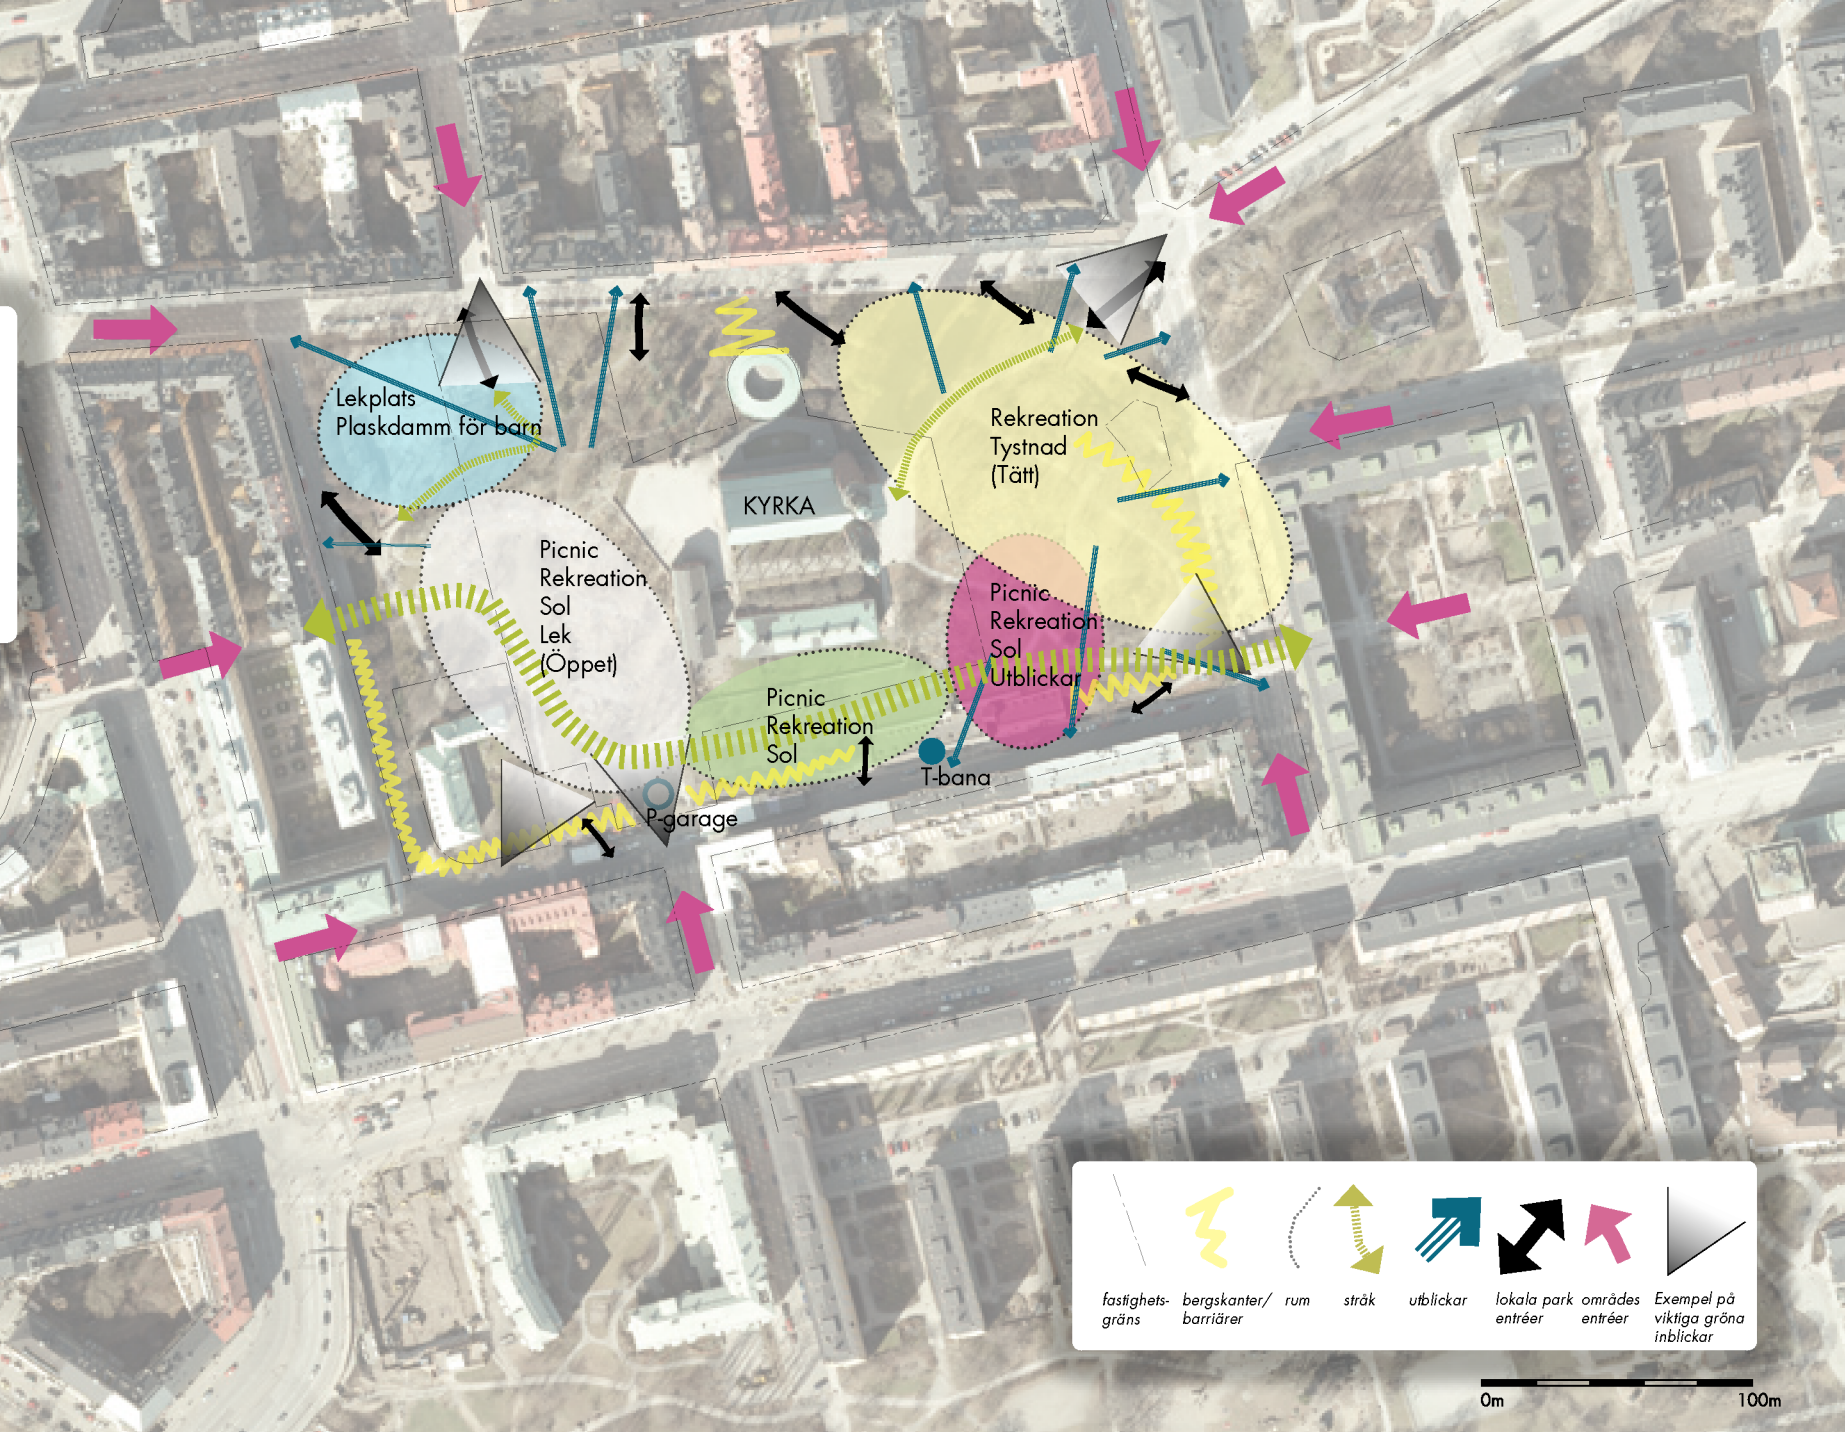 Lekplats
Plaskdamm för barn
Rekreation
Tystnad
(Tätt)
KYRKA
Picnic
Rekreation
Sol
Lek
(Öppet)
Picnic
Rekreation
Sol
Utblickar
Picnic
Rekreation
Sol
T-bana
P-garage
fastighets-
gräns
bergskanter/
barriärer
rum
stråk
utblickar
lokala park
entréer
områdes
entréer
Exempel på
viktiga gröna
inblickar
0m
100m